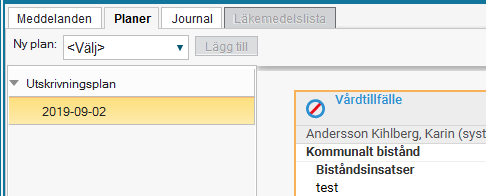 Meddelanden Planer Journal Läkemedelslista
Ny plan: <Välj> Lägg till
Utskrivningsplan
2019-09-02
Vårdtillfälle
Andersson Kihlberg, Karin (syst
Kommunalt bistånd
Biståndsinsatser
test